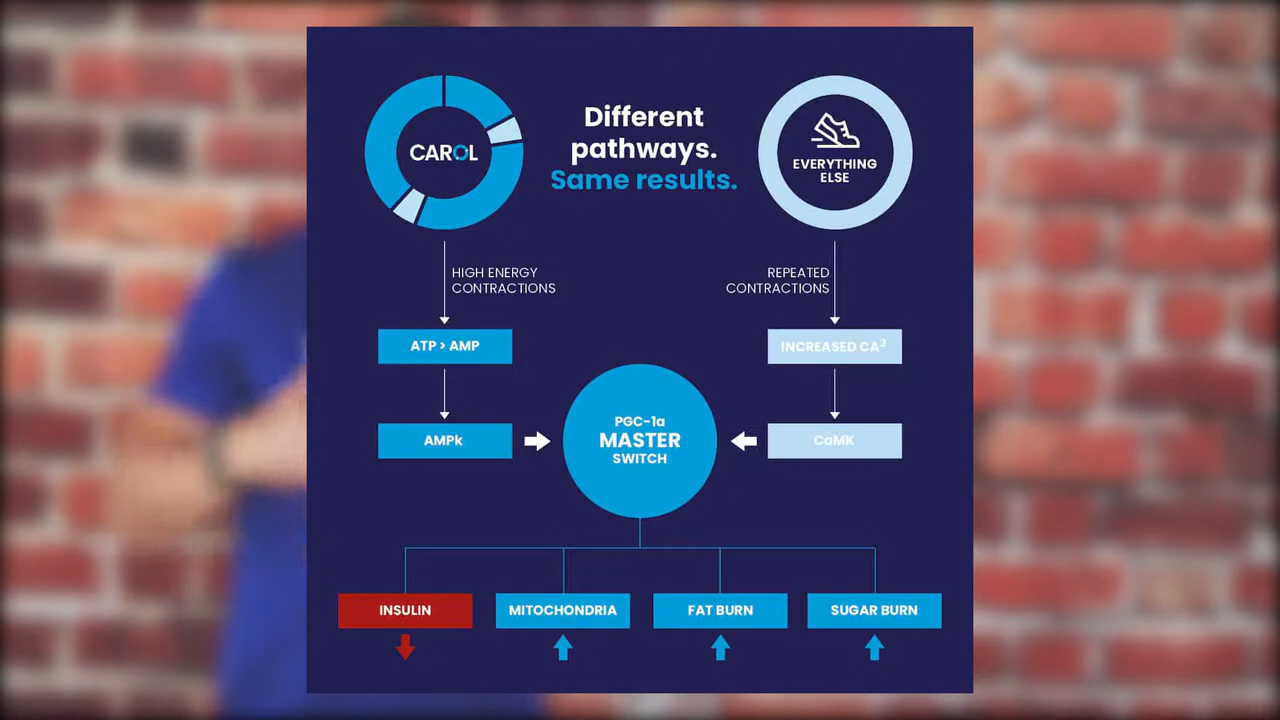 CAROL
Different
pathways.
Same results.
EVERYTHING
ELSE
HIGH ENERGY
CONTRACTIONS
REPEATED
CONTRACTIONS
ATP > AMP
INCREASED CA²
AMPk
PGC-1a
MASTER
SWITCH
CaMK
INSULIN
MITOCHONDRIA
FAT BURN
SUGAR BURN